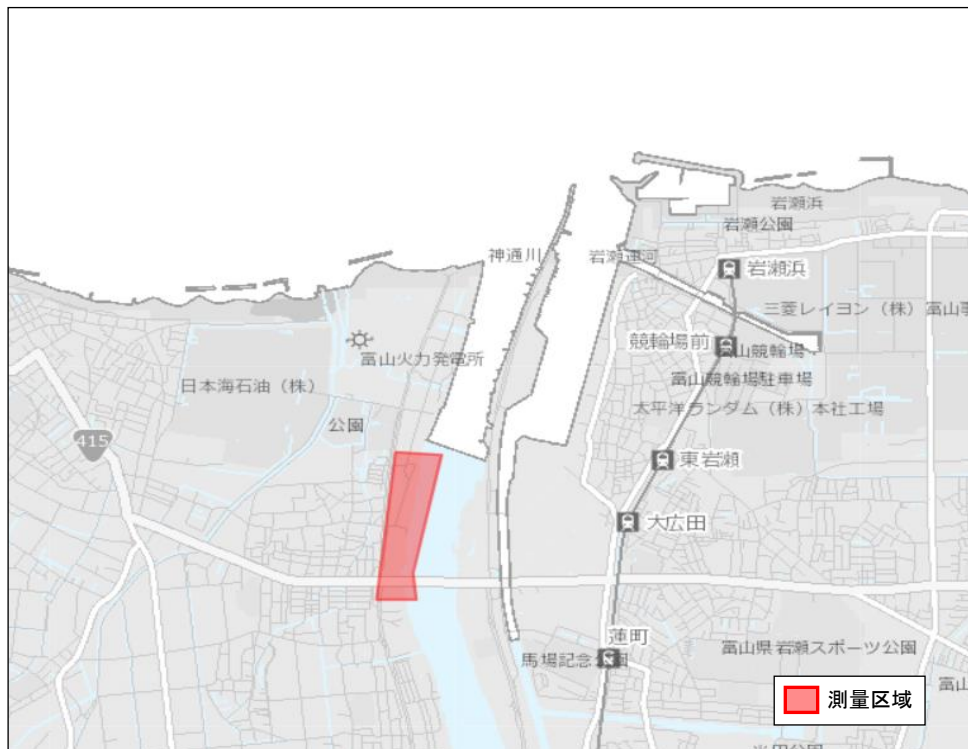 岩瀬浜
岩瀬公園
神通川
岩瀬運河
岩瀬浜
三菱レイヨン（株）富山事
競輪場前
富山競輪場
富山火力発電所
富山競輪場駐車場
日本海石油（株）
太平洋ランダム（株）本社工場
公園
415
東岩瀬
大広田
蓮町
馬場記念公園
富山県岩瀬スポーツ公園
富山
測量区域